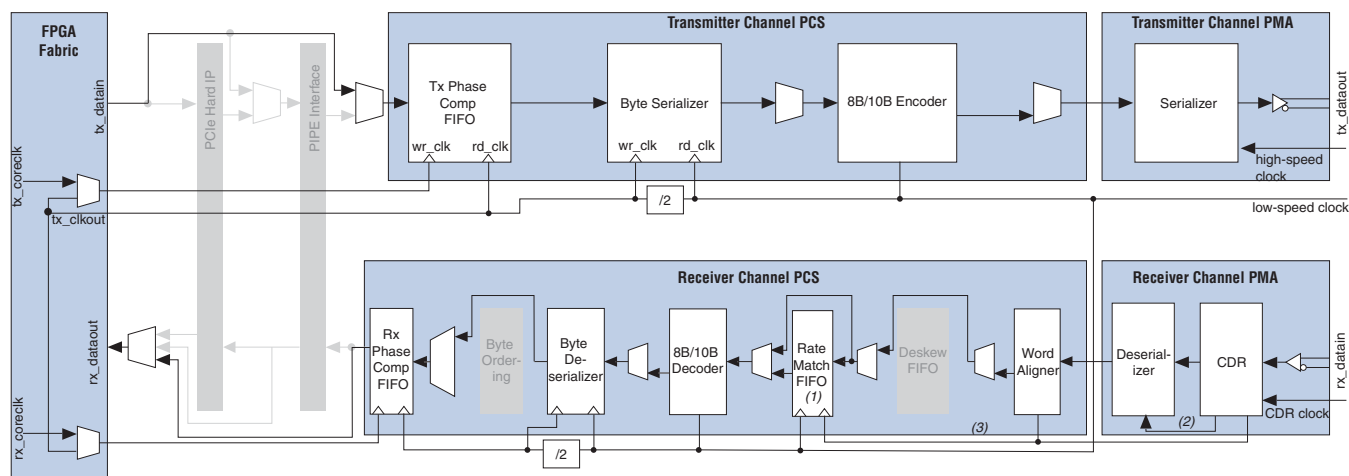 FPGA
Fabric
Transmitter Channel PCS
Transmitter Channel PMA
tx_datain
PCIe Hard IP
PIPE Interface
Tx Phase
Comp
FIFO
wr_clk
rd_clk
Byte Serializer
wr_clk
rd_clk
8B/10B Encoder
Serializer
tx_dataout
high-speed
clock
tx_coreclk
tx_clkout
/2
low-speed clock
Receiver Channel PCS
Receiver Channel PMA
rx_dataout
Rx
Phase
Comp
FIFO
Byte
Order-
ing
Byte
De-
serializer
8B/10B
Decoder
Rate
Match
FIFO
(1)
Deskew
FIFO
Word
Aligner
Deserial-
izer
CDR
rx_datain
CDR clock
(2)
(3)
rx_coreclk
/2